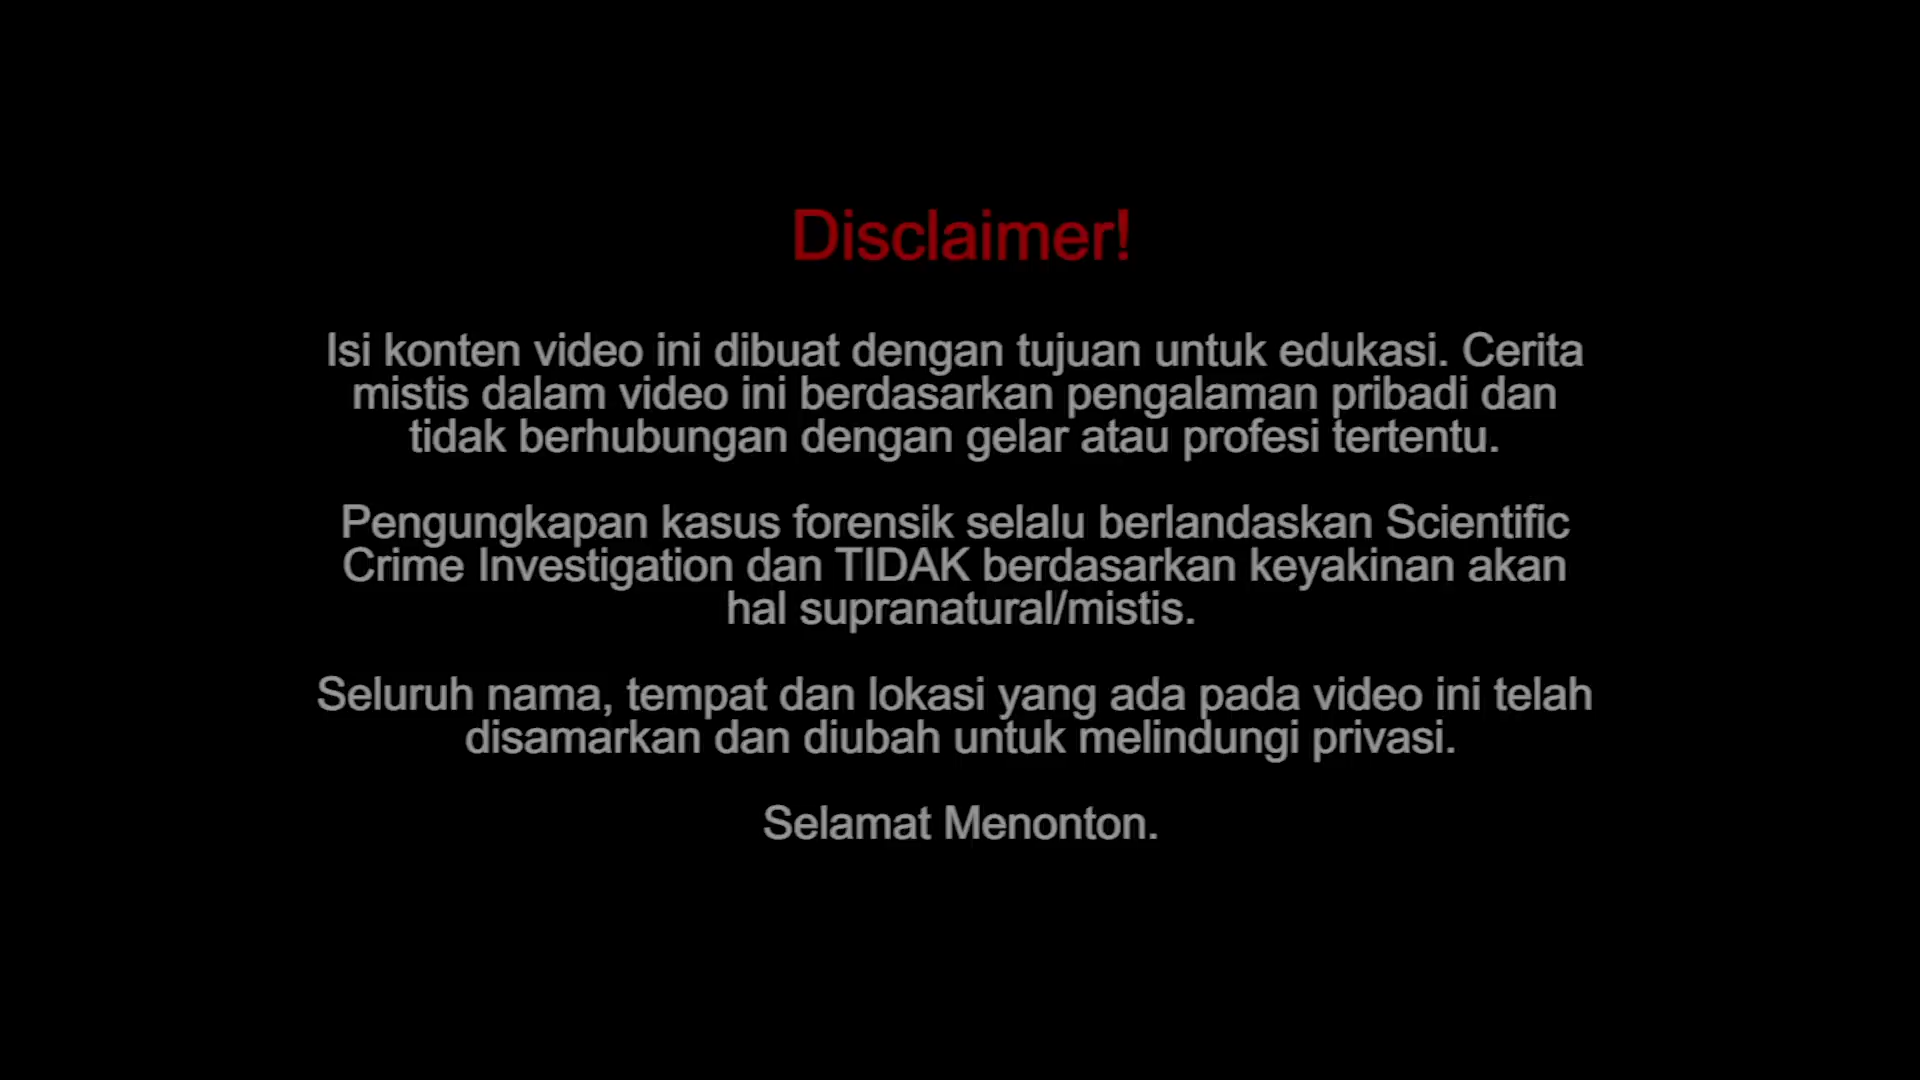 Disclaimer!
Isi konten video ini dibuat dengan tujuan untuk edukasi. Cerita
mistis dalam video ini berdasarkan pengalaman pribadi dan
tidak berhubungan dengan gelar atau profesi tertentu.
Pengungkapan kasus forensik selalu berlandaskan Scientific
Crime Investigation dan TIDAK berdasarkan keyakinan akan
hal supranatural/mistis.
Seluruh nama, tempat dan lokasi yang ada pada video ini telah
disamarkan dan diubah untuk melindungi privasi.
Selamat Menonton.